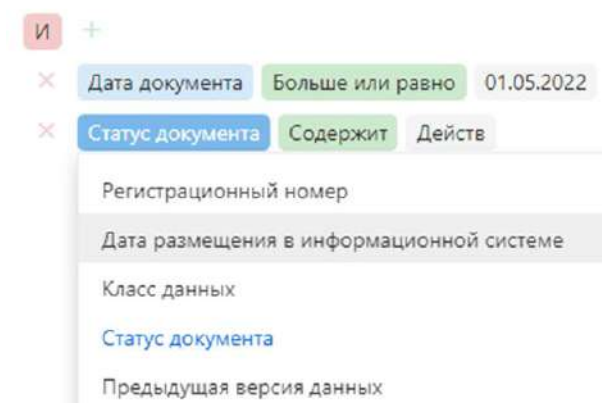 И +
Дата документа Больше или равно 01.05.2022
Статус документа Содержит Действ
Регистрационный номер
Дата размещения в информационной системе
Класс данных
Статус документа
Предыдущая версия данных